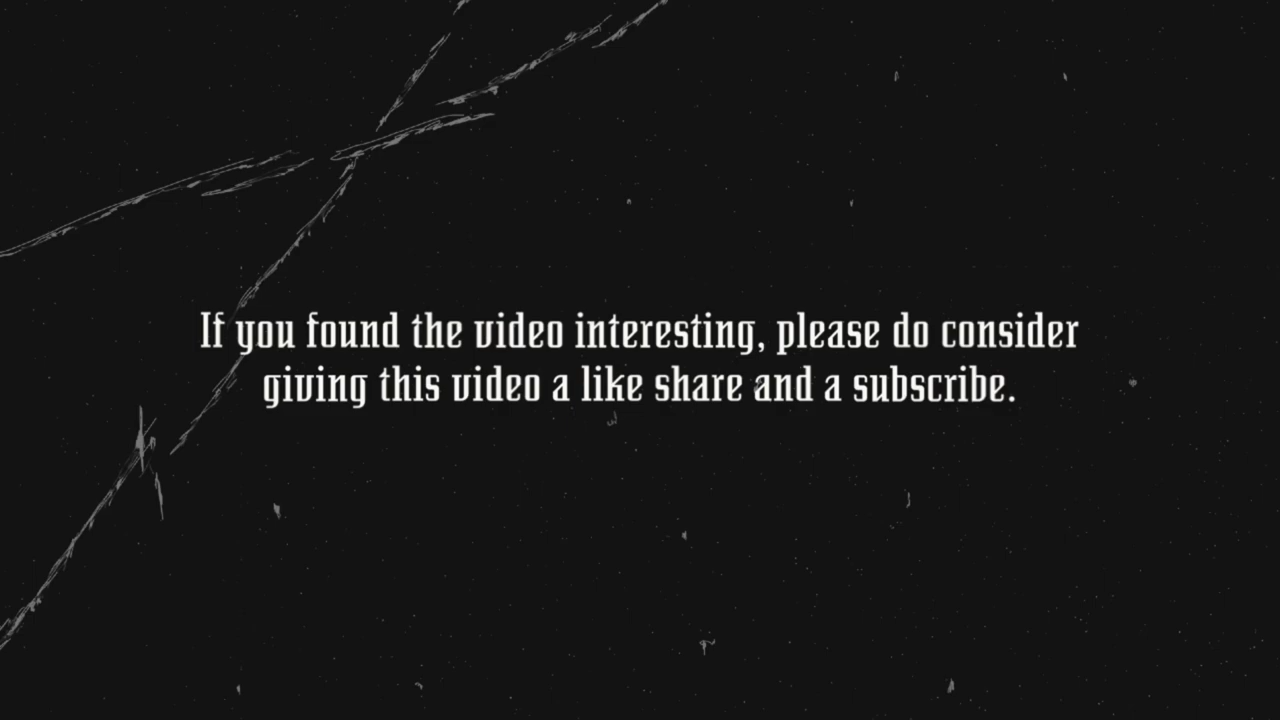 If you found the video interesting, please do consider
giving this video a like share and a subscribe.